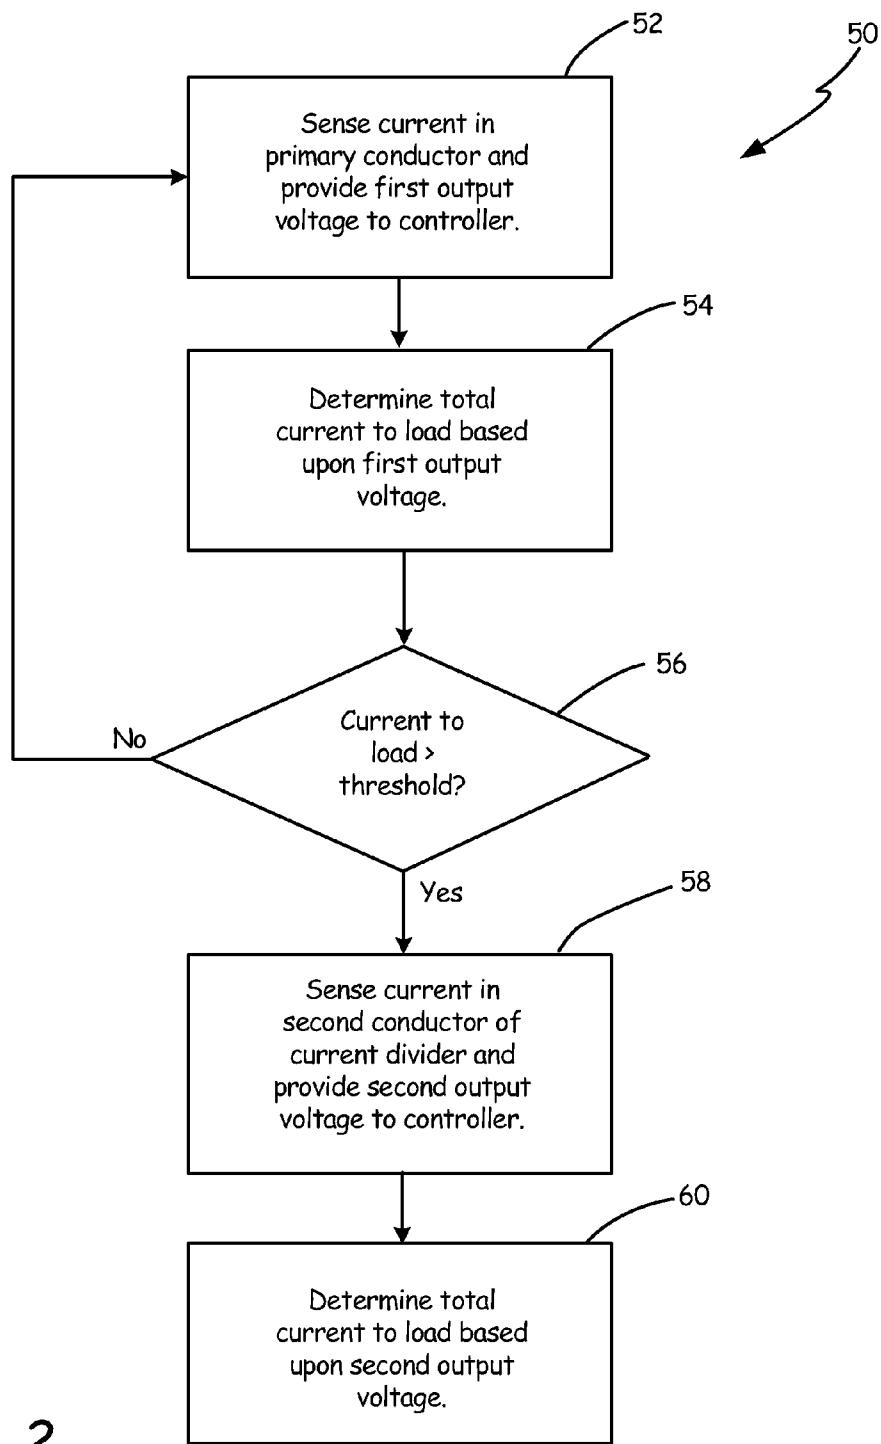 52
50
Sense current in
primary conductor and
provide first output
voltage to controller.
54
Determine total
current to load based
upon first output
voltage.
56
Current to
load >
threshold?
No
Yes
58
Sense current in
second conductor of
current divider and
provide second output
voltage to controller.
60
Determine total
current to load based
upon second output
voltage.
2